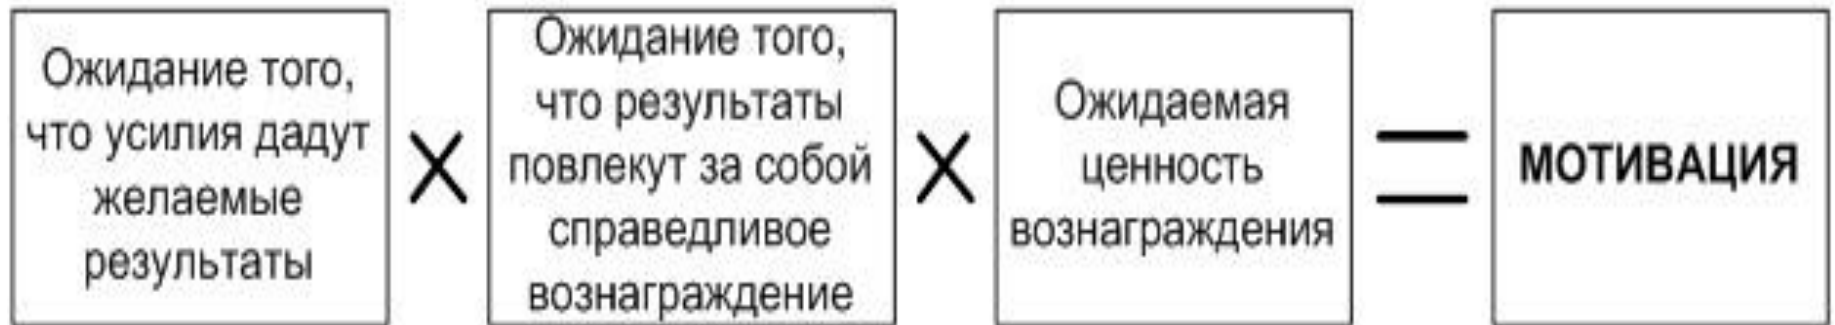 Ожидание того,
что усилия дадут
желаемые
результаты
×
Ожидание того,
что результаты
повлекут за собой
справедливое
вознаграждение
×
Ожидаемая
ценность
вознаграждения
=
МОТИВАЦИЯ